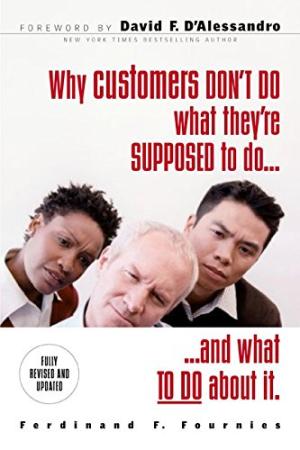 FOREWORD BY David F. D'Alessandro
NEW YORK TIMES BESTSELLING AUTHOR
Why CUSTOMERS DON'T DO
what they're
SUPPOSED to do...
...and what
TO DO about it.
FULLY
REVISED AND
UPDATED
Ferdinand F. Fournies